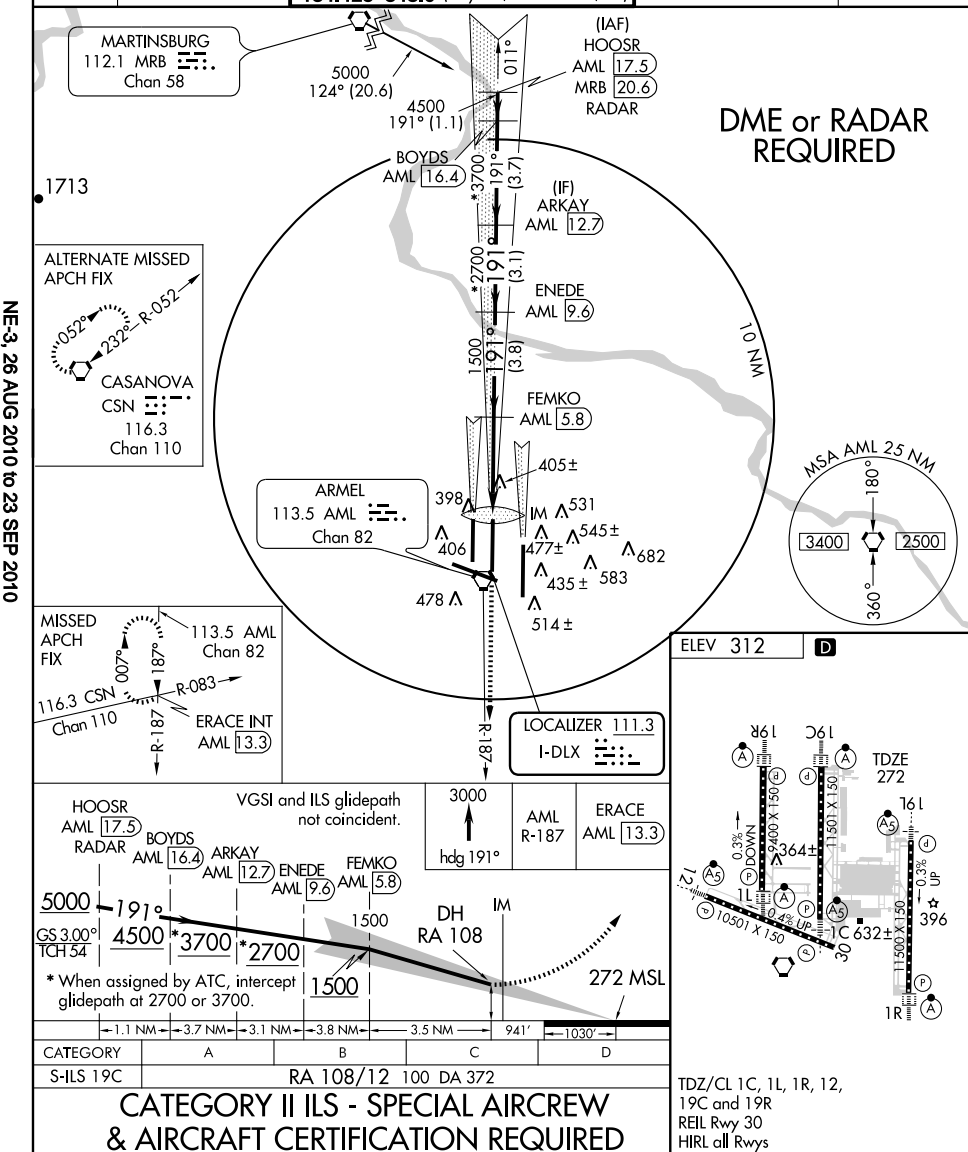 MARTINSBURG
112.1 MRB
Chan 58
5000
124° (20.6)
4500
191° (1.1)
011°
(IAF)
HOOSR
AML 17.5
MRB 20.6
RADAR
DME or RADAR
REQUIRED
BOYDS
AML 16.4
*3700
191°
(3.7)
1713
(IF)
ARKAY
AML 12.7
*2700
191°
(3.1)
ENEDE
AML 9.6
1500
191°
(3.8)
10 NM
FEMKO
AML 5.8
ALTERNATE MISSED
APCH FIX
052°
232°
R-052
CASANOVA
CSN
116.3
Chan 110
NE-3, 26 AUG 2010 to 23 SEP 2010
ARMEL
113.5 AML
Chan 82
405±
398
IM
531
406
477±
545±
682
435±
583
478
514±
MSA AML 25 NM
180°
3400
2500
360°
MISSED
APCH
FIX
113.5 AML
Chan 82
007°
187°
116.3 CSN
Chan 110
R-083
R-187
ERACE INT
AML 13.3
R-187
LOCALIZER 111.3
I-DLX
ELEV 312
D
19R
19C
A
A
P
P
TDZE
272
19L
A5
P
0.3%
DOWN
9400 X 150
11501 X 150
364±
0.3%
UP
396
A5
12
P
P
1L
A
0.4% UP
P
A5
1C
632±
10501 X 150
11500 X 150
30
P
P
1R
A
HOOSR
AML 17.5
RADAR
BOYDS
AML 16.4
ARKAY
AML 12.7
ENEDE
AML 9.6
FEMKO
AML 5.8
VGSI and ILS glidepath
not coincident.
3000
hdg 191°
AML
R-187
ERACE
AML 13.3
5000
191°
GS 3.00°
TCH 54
4500
*3700
*2700
1500
1500
DH
RA 108
IM
272 MSL
* When assigned by ATC, intercept
glidepath at 2700 or 3700.
1.1 NM
3.7 NM
3.1 NM
3.8 NM
3.5 NM
941'
1030'
CATEGORY A B C D
S-ILS 19C RA 108/12 100 DA 372
CATEGORY II ILS - SPECIAL AIRCREW
& AIRCRAFT CERTIFICATION REQUIRED
TDZ/CL 1C, 1L, 1R, 12,
19C and 19R
REIL Rwy 30
HIRL all Rwys